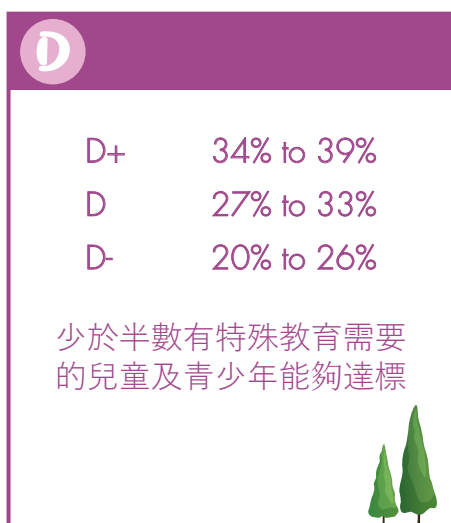 D
D+ 34% to 39%
D 27% to 33%
D- 20% to 26%
少於半數有特殊教育需要
的兒童及青少年能夠達標